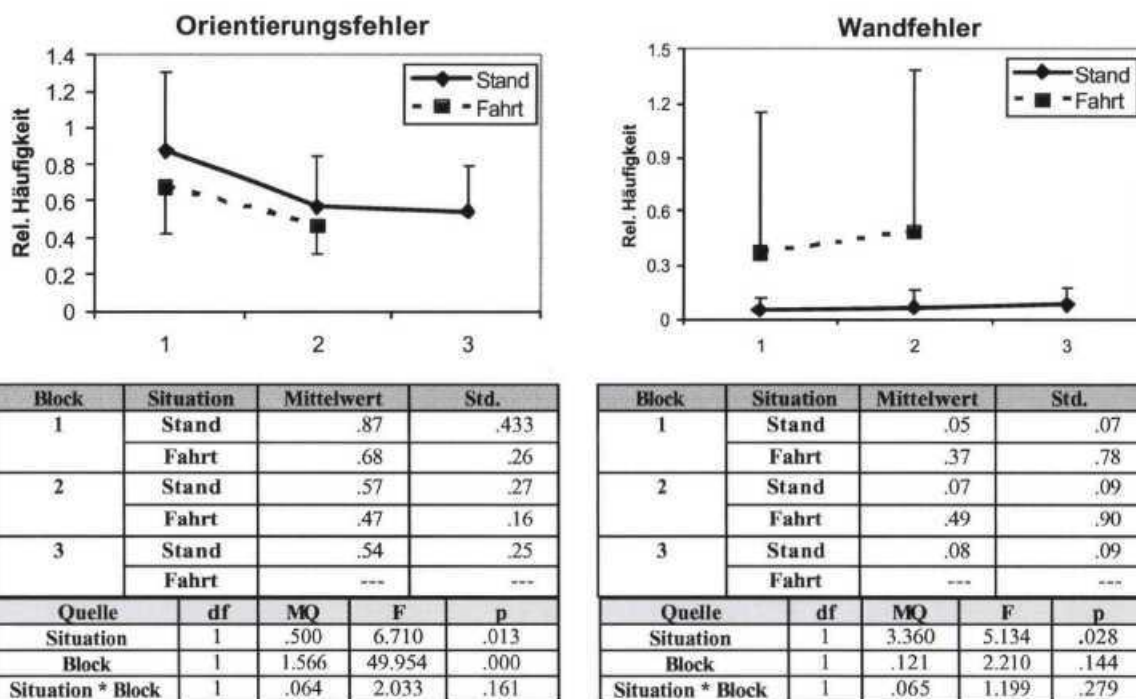 Orientierungsfehler
1.4
1.2
1
0.8
0.6
0.4
0.2
0
Rel. Häufigkeit
Stand
Fahrt
1 2 3
Wandfehler
1.5
1.2
0.9
0.6
0.3
0
Rel. Häufigkeit
Stand
Fahrt
1 2 3
Block Situation Mittelwert Std.
1 Stand .87 .433
Fahrt .68 .26
2 Stand .57 .27
Fahrt .47 .16
3 Stand .54 .25
Fahrt --- ---
Quelle df MQ F p
Situation 1 .500 6.710 .013
Block 1 1.566 49.954 .000
Situation * Block 1 .064 2.033 .161
Block Situation Mittelwert Std.
1 Stand .05 .07
Fahrt .37 .78
2 Stand .07 .09
Fahrt .49 .90
3 Stand .08 .09
Fahrt --- ---
Quelle df MQ F p
Situation 1 3.360 5.134 .028
Block 1 .121 2.210 .144
Situation * Block 1 .065 1.199 .279